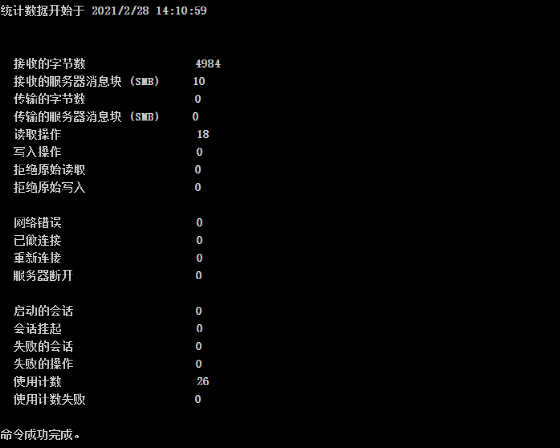 统计数据开始于 2021/2/28 14:10:59
接收的字节数 4984
接收的服务器消息块 (SMB) 10
传输的字节数 0
传输的服务器消息块 (SMB) 0
读取操作 18
写入操作 0
拒绝原始读取 0
拒绝原始写入 0
网络错误 0
已做连接 0
重新连接 0
服务器断开 0
启动的会话 0
会话挂起 0
失败的会话 0
失败的操作 0
使用计数 26
使用计数失败 0
命令成功完成。